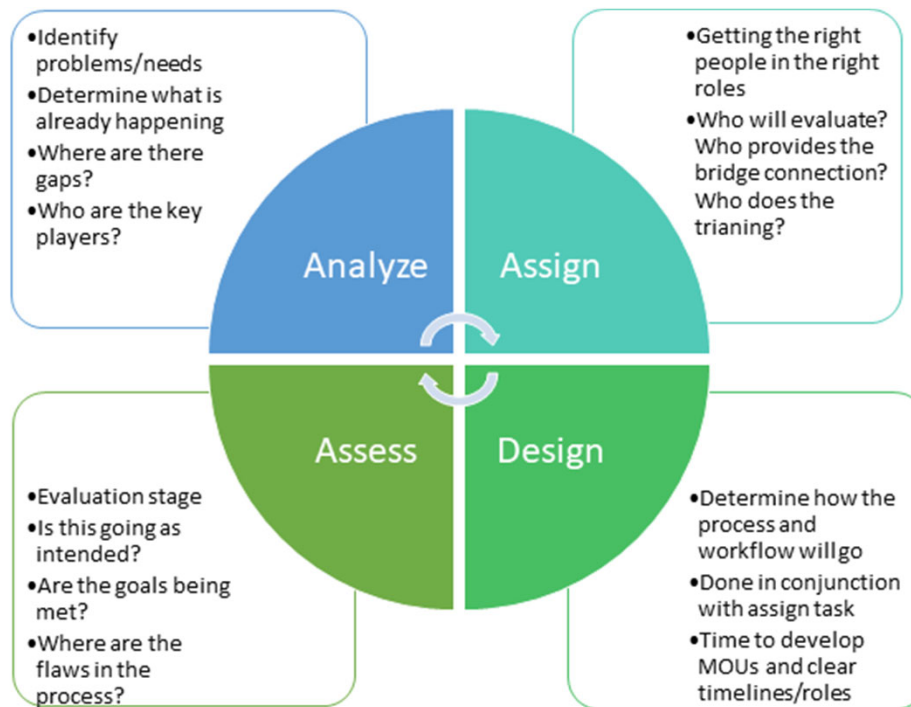 •Identify
problems/needs
•Determine what is
already happening
•Where are there
gaps?
•Who are the key
players?
•Getting the right
people in the right
roles
•Who will evaluate?
Who provides the
bridge connection?
Who does the
trianing?
Analyze
Assign
Assess
Design
•Evaluation stage
•Is this going as
intended?
•Are the goals being
met?
•Where are the
flaws in the
process?
•Determine how the
process and
workflow will go
•Done in conjunction
with assign task
•Time to develop
MOUs and clear
timelines/roles